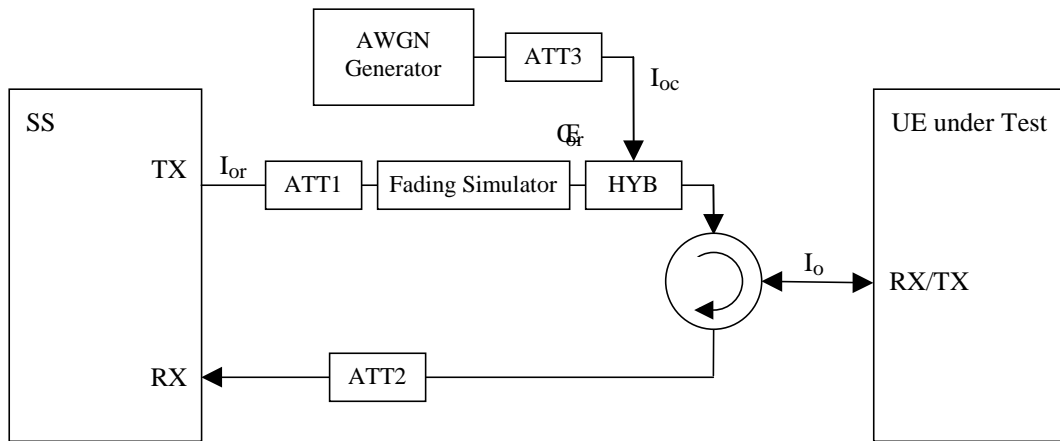 AWGN
Generator
ATT3
I_oc
SS
UE under Test
TX
I_or
ATT1
Fading Simulator
HYB
I_o
RX/TX
RX
ATT2